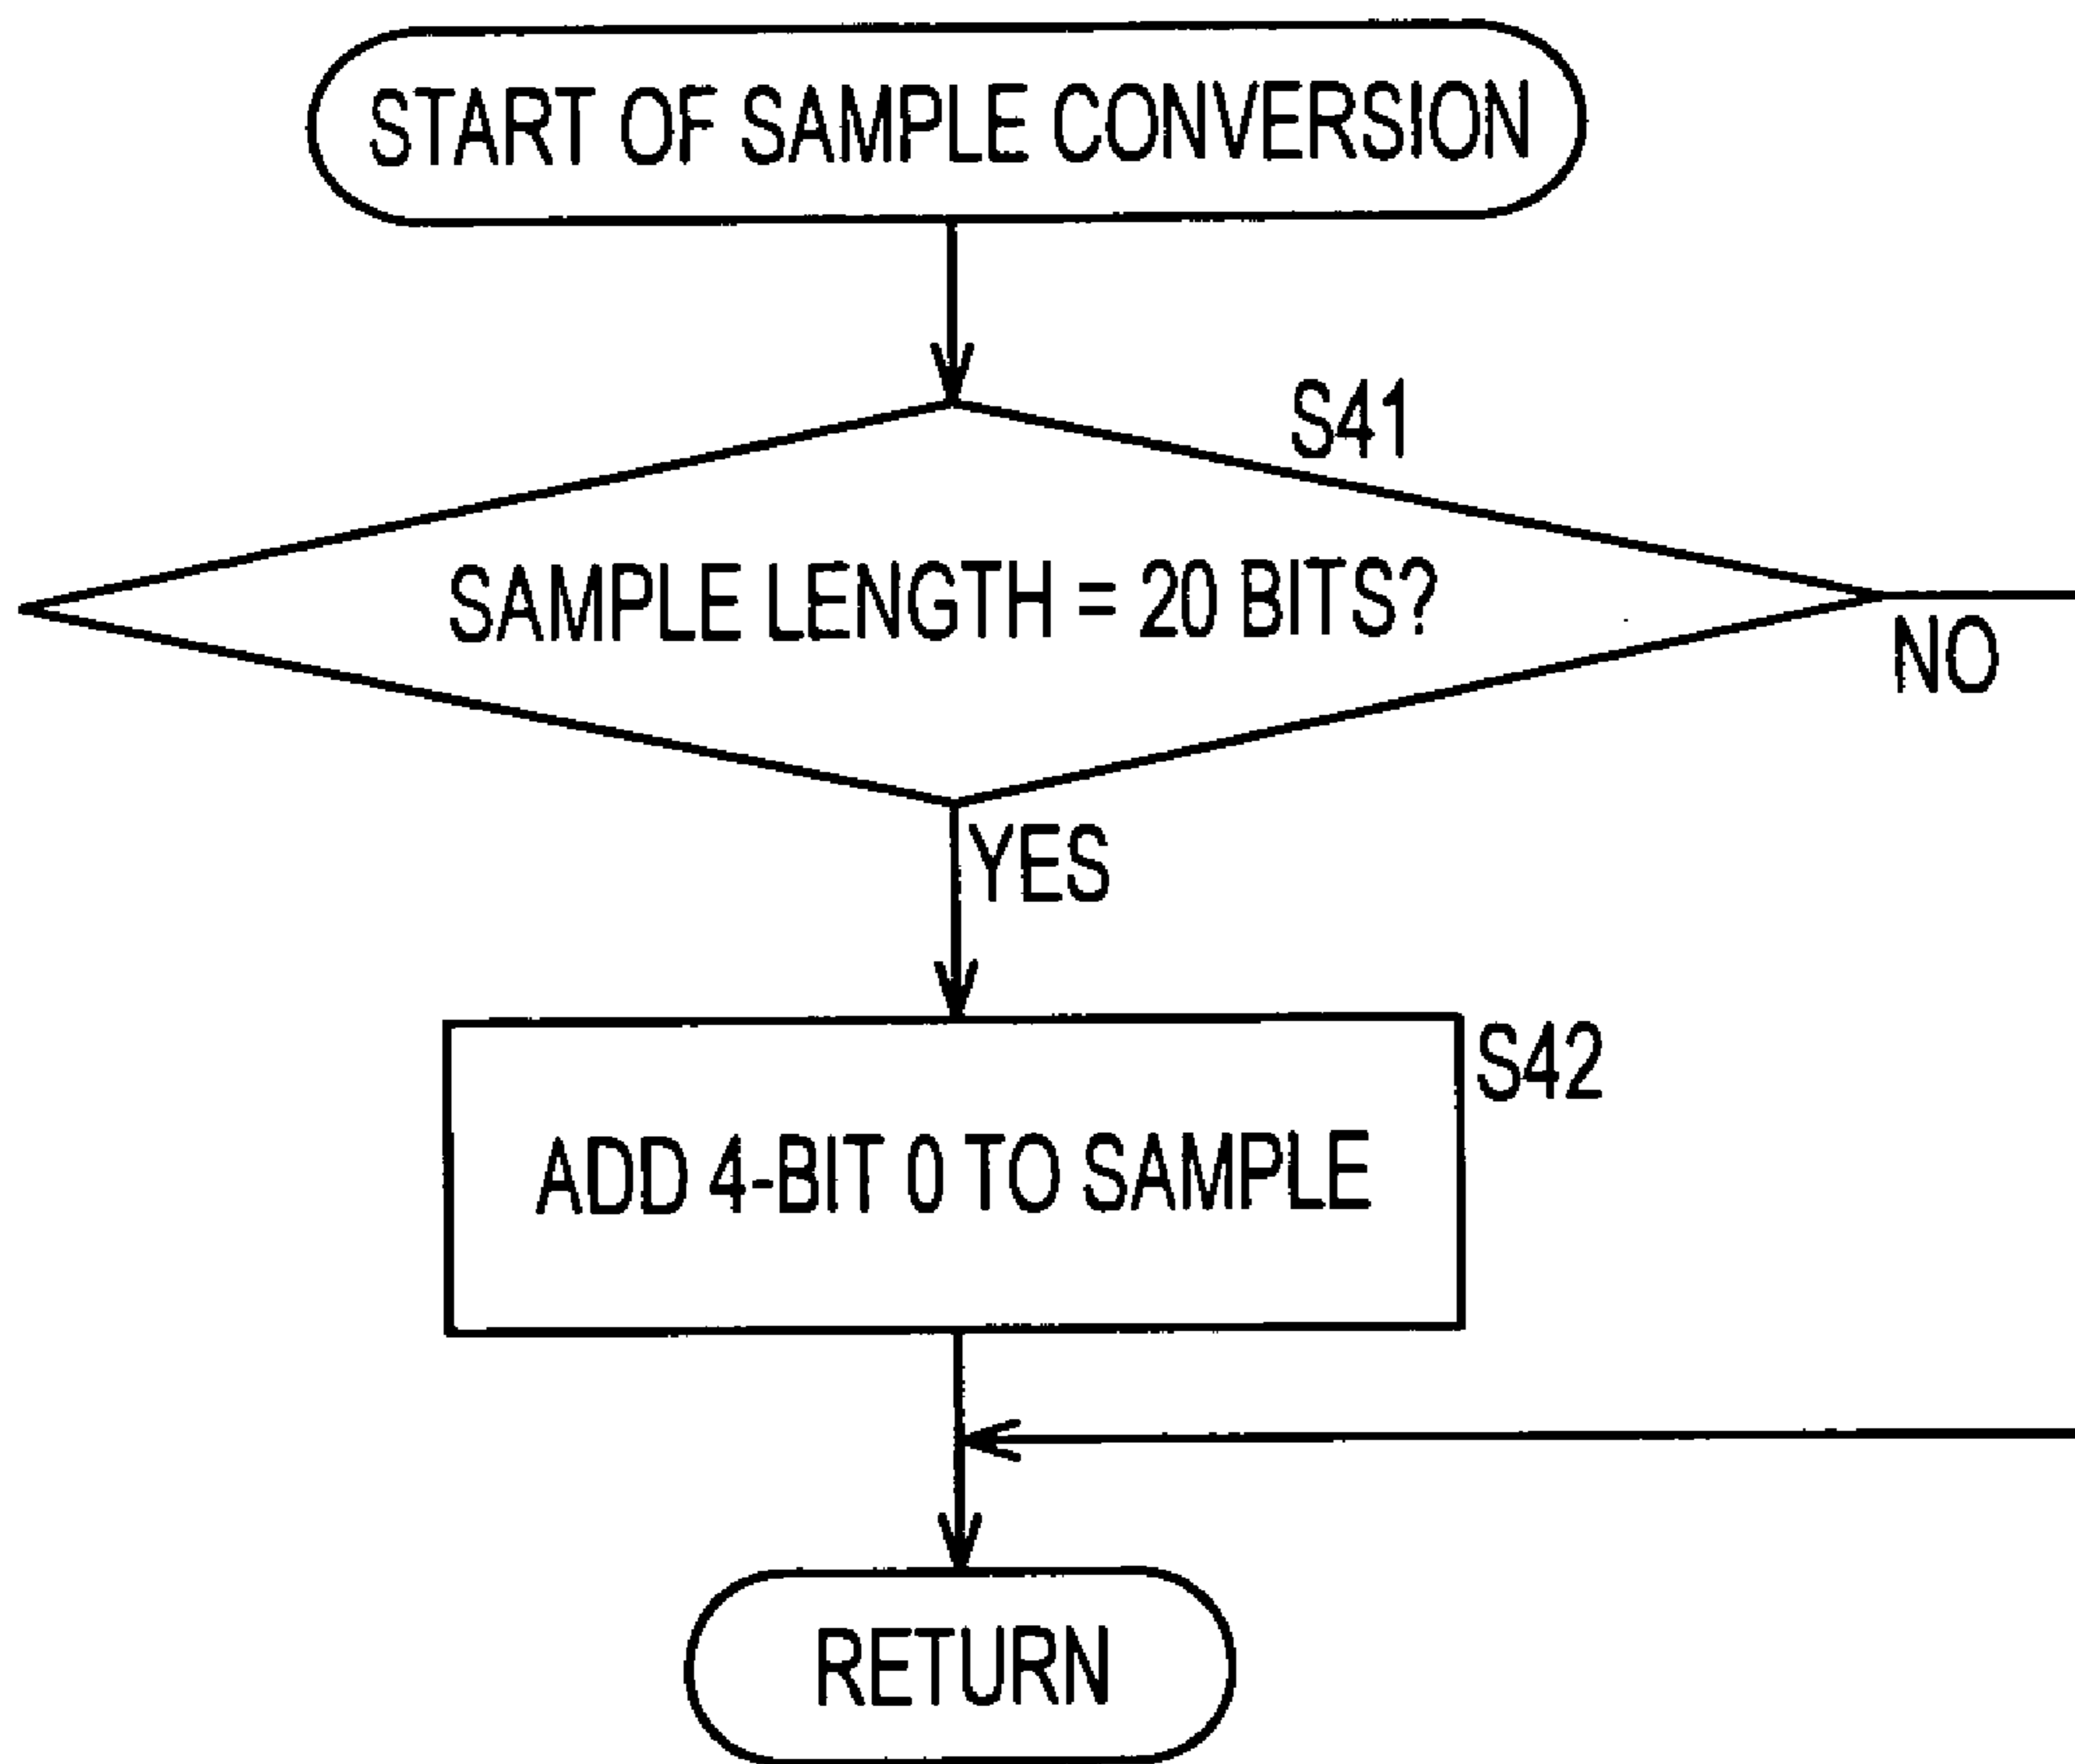 START OF SAMPLE CONVERSION
S41
SAMPLE LENGTH = 20 BITS?
NO
YES
S42
ADD 4-BIT 0 TO SAMPLE
RETURN